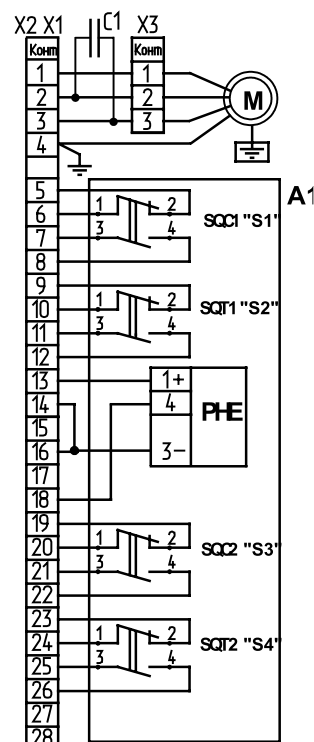 X2 X1 C1 X3
Конт Конт
1 1
2 2 M
3 3
4
A1
5
6 1 2 SQC1 "S1"
7 3 4
8
9
10 1 2 SQT1 "S2"
11 3 4
12
13 1+
14 4 PHE
15
16 3-
17
18
19
20 1 2 SQC2 "S3"
21 3 4
22
23
24 1 2 SQT2 "S4"
25 3 4
26
27
28